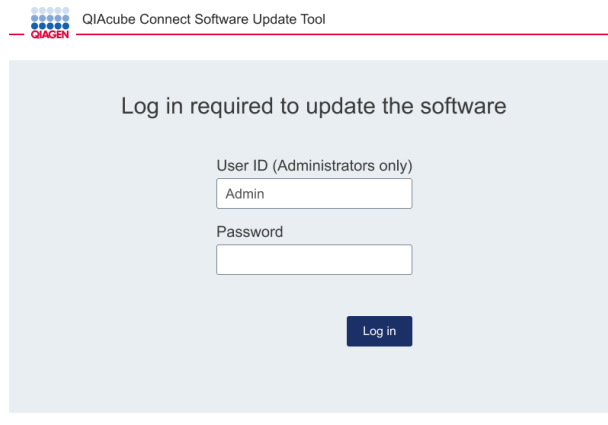 QIAGEN
QIAcube Connect Software Update Tool
Log in required to update the software
User ID (Administrators only)
Admin
Password
Log in